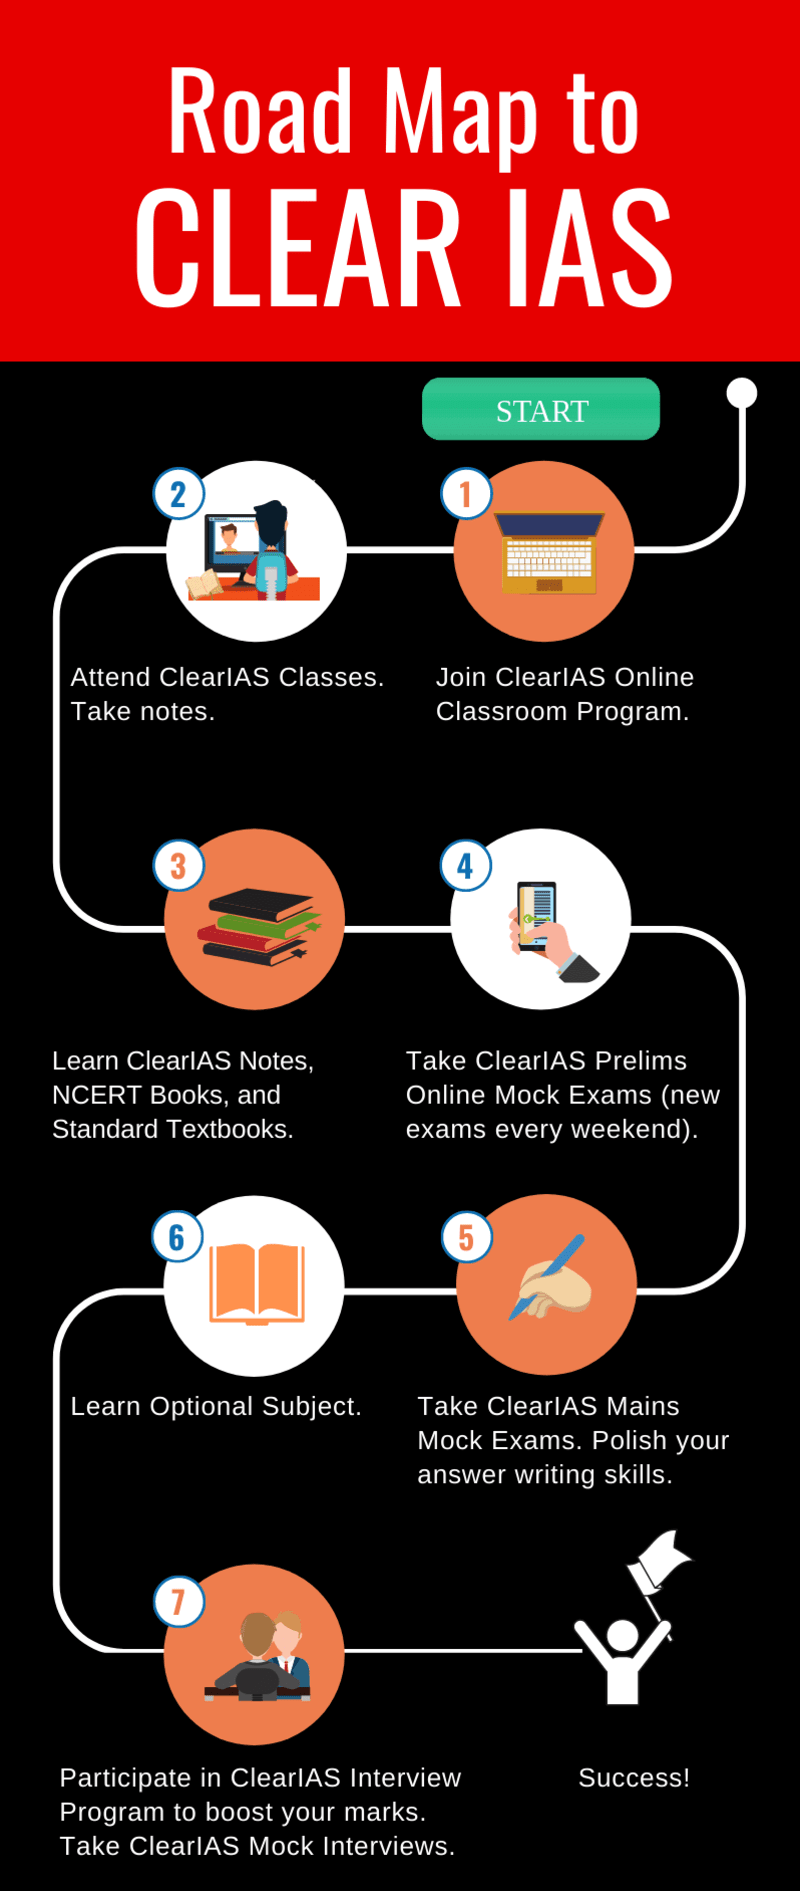 Road Map to
CLEAR IAS
START
1
Join ClearIAS Online
Classroom Program.
2
Attend ClearIAS Classes.
Take notes.
3
Learn ClearIAS Notes,
NCERT Books, and
Standard Textbooks.
4
Take ClearIAS Prelims
Online Mock Exams (new
exams every weekend).
5
Take ClearIAS Mains
Mock Exams. Polish your
answer writing skills.
6
Learn Optional Subject.
7
Participate in ClearIAS Interview
Program to boost your marks.
Take ClearIAS Mock Interviews.
Success!